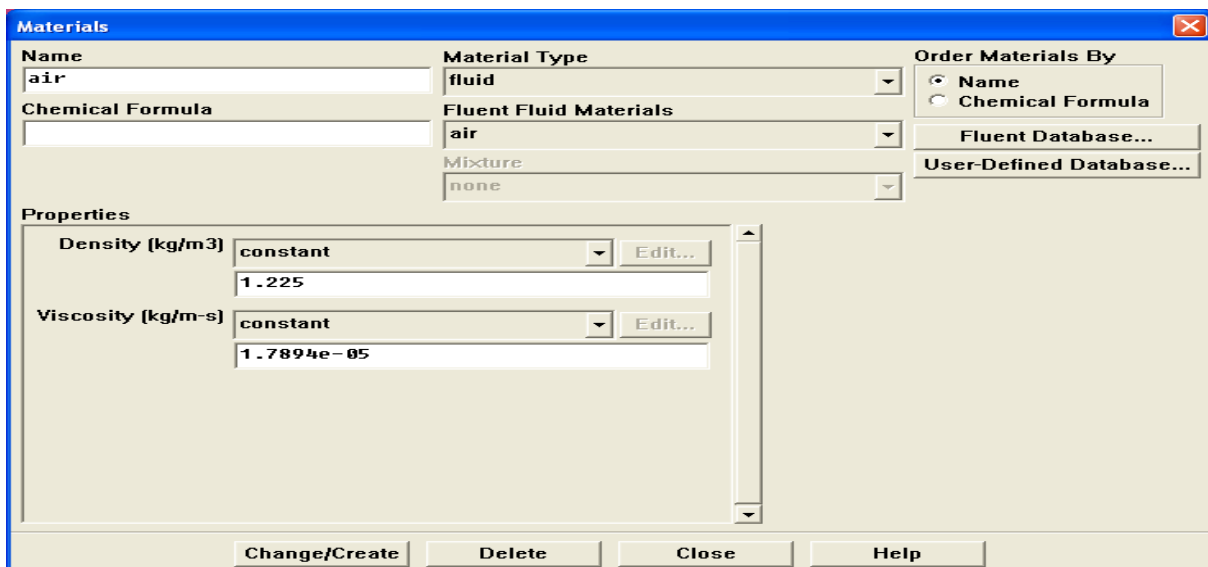 Materials
Name
air
Chemical Formula
Material Type
fluid
Fluent Fluid Materials
air
Mixture
none
Order Materials By
Name
Chemical Formula
Fluent Database...
User-Defined Database...
Properties
Density (kg/m3)
constant
Edit...
1.225
Viscosity (kg/m-s)
constant
Edit...
1.7894e-05
Change/Create
Delete
Close
Help